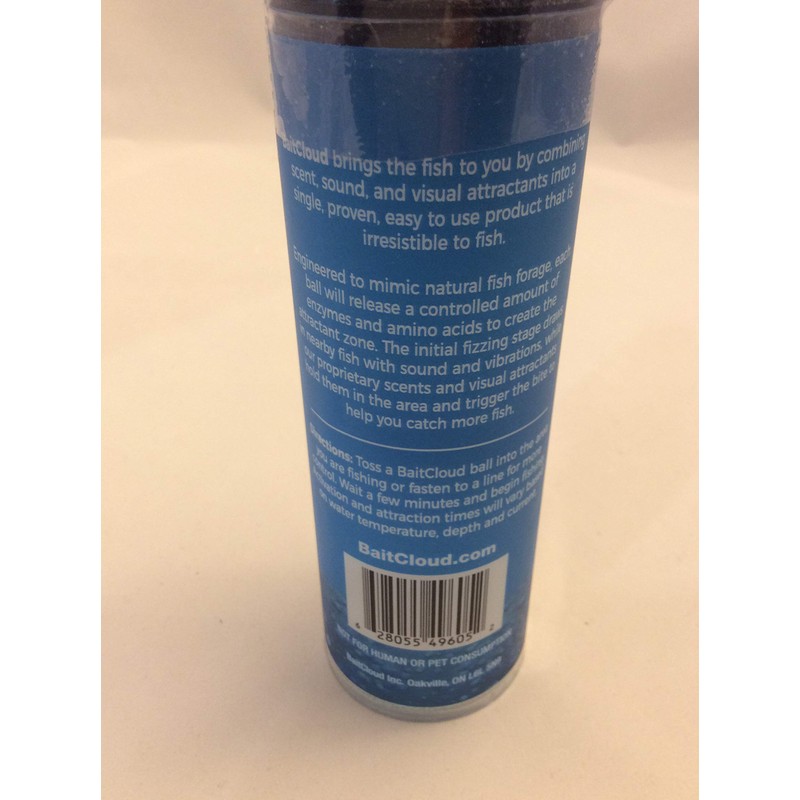 BaitCloud brings the fish to you by combining
scent, sound, and visual attractants into a
single, proven, easy to use product that is
irresistible to fish.
Engineered to mimic natural fish forage, each
ball will release a controlled amount of
enzymes and amino acids to create the
attractant zone. The initial fizzing stage draws
in nearby fish with sound and vibrations, while
our proprietary scents and visual attractants
hold them in the area and trigger the bite to
help you catch more fish.
Directions: Toss a BaitCloud ball into the area
you are fishing or fasten to a line for more
control. Wait a few minutes and begin fishing.
and attraction times will vary based
on water temperature, depth and current.
BaitCloud.com
6 28055 49605 2
NOT FOR HUMAN OR PET CONSUMPTION
BaitCloud Inc. Oakville, ON L6L